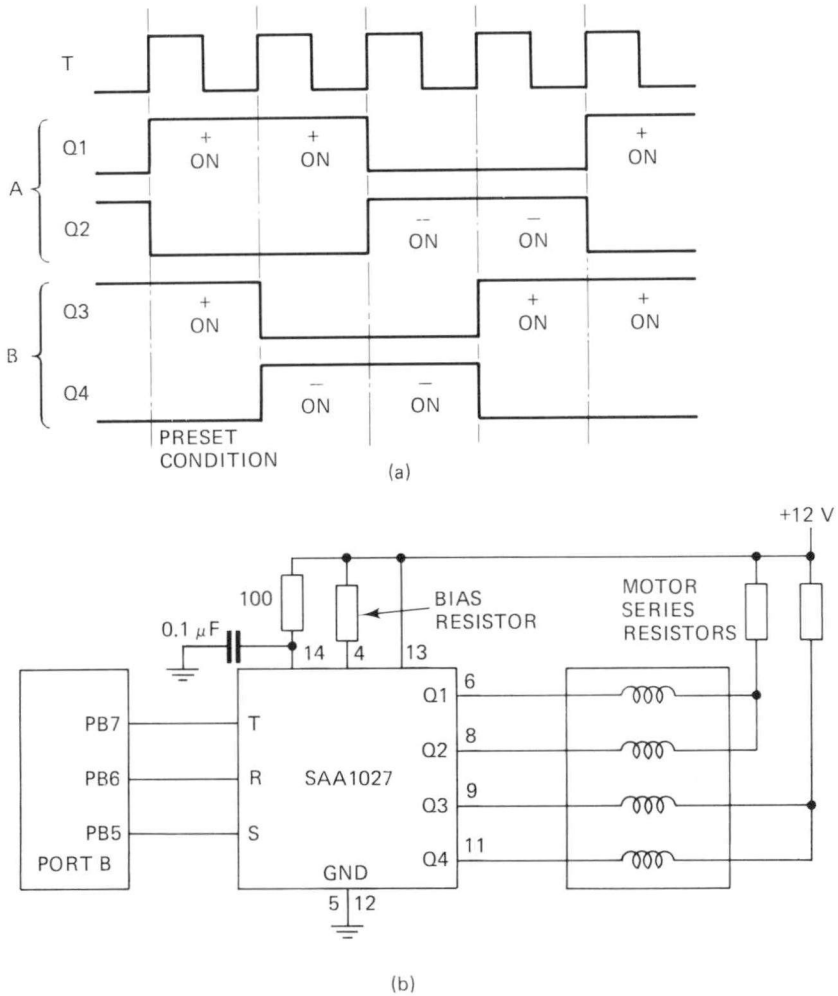 T
Q1
+
ON
+
ON
+
ON
A
Q2
—
ON
—
ON
Q3
+
ON
+
ON
+
ON
B
Q4
—
ON
—
ON
PRESET
CONDITION
(a)
+12 V
100
0.1 μF
BIAS
RESISTOR
MOTOR
SERIES
RESISTORS
14
4
13
PB7
T
Q1
6
PB6
R
SAA1027
Q2
8
Q3
9
PB5
S
Q4
11
PORT B
GND
5
12
(b)